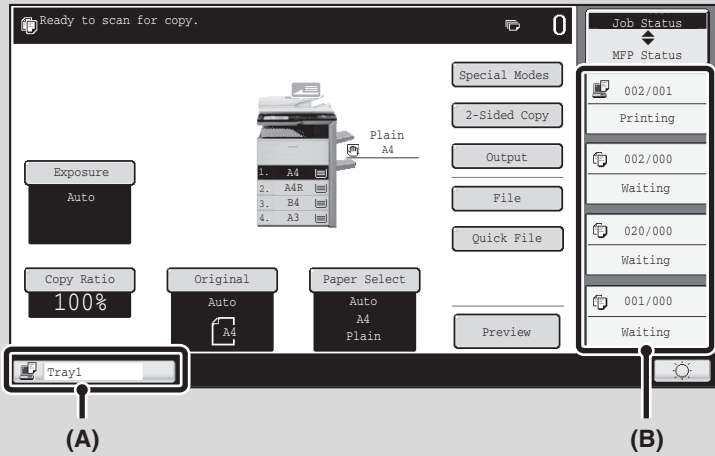 Ready to scan for copy.
0
Job Status
MFP Status
Special Modes
2-Sided Copy
Output
File
Quick File
Preview
Plain
A4
1. A4
2. A4R
3. B4
4. A3
Exposure
Auto
Copy Ratio
100%
Original
Auto
A4
Paper Select
Auto
A4
Plain
002/001
Printing
002/000
Waiting
020/000
Waiting
001/000
Waiting
Tray1
(A)
(B)